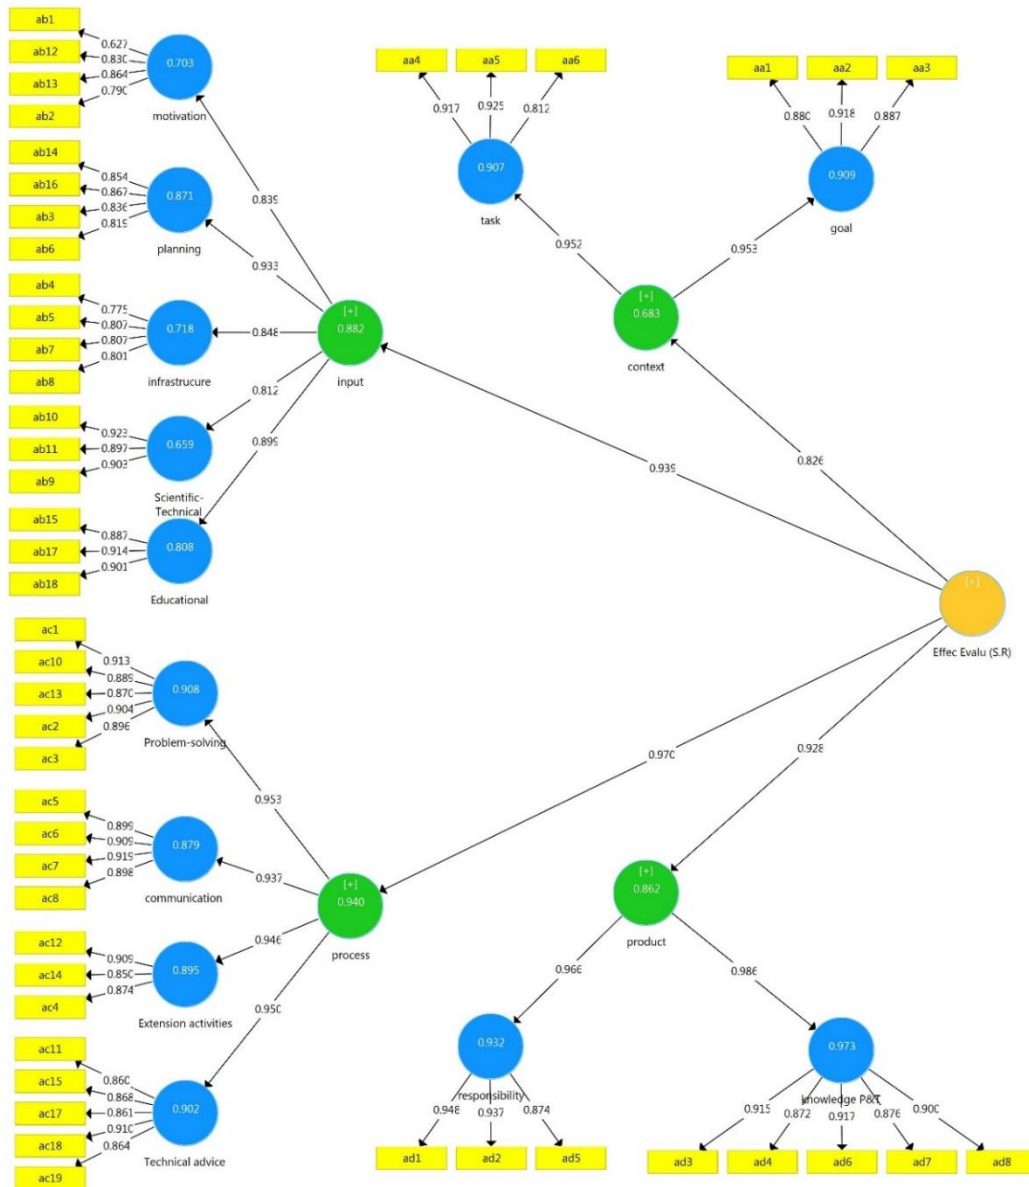 ab1
ab12
ab13
ab2
0.627
0.830
0.864
0.790
0.703
motivation
ab14
ab16
ab3
ab6
0.854
0.867
0.836
0.819
0.871
planning
ab4
ab5
ab7
ab8
0.775
0.807
0.807
0.801
0.718
infrastrucure
ab10
ab11
ab9
0.923
0.897
0.903
0.659
Scientific-
Technical
ab15
ab17
ab18
0.887
0.914
0.901
0.808
Educational
0.839
0.933
0.848
0.812
0.899
[+]
0.882
input
aa4
aa5
aa6
0.917
0.925
0.812
0.907
task
aa1
aa2
aa3
0.880
0.918
0.887
0.909
goal
0.952
0.953
[+]
0.683
context
0.939
0.826
[+]
Effec Evalu (S.R)
0.970
0.928
ac1
ac10
ac13
ac2
ac3
0.913
0.889
0.870
0.904
0.896
0.908
Problem-solving
ac5
ac6
ac7
ac8
0.899
0.909
0.919
0.898
0.879
communication
ac12
ac14
ac4
0.909
0.850
0.874
0.895
Extension activities
ac11
ac15
ac17
ac18
ac19
0.860
0.868
0.861
0.910
0.864
0.902
Technical advice
0.953
0.937
0.946
0.950
[+]
0.940
process
[+]
0.862
product
0.966
0.986
0.932
responsibility
0.948
0.937
0.874
ad1
ad2
ad5
0.973
knowledge P&T
0.915
0.872
0.917
0.876
0.900
ad3
ad4
ad6
ad7
ad8